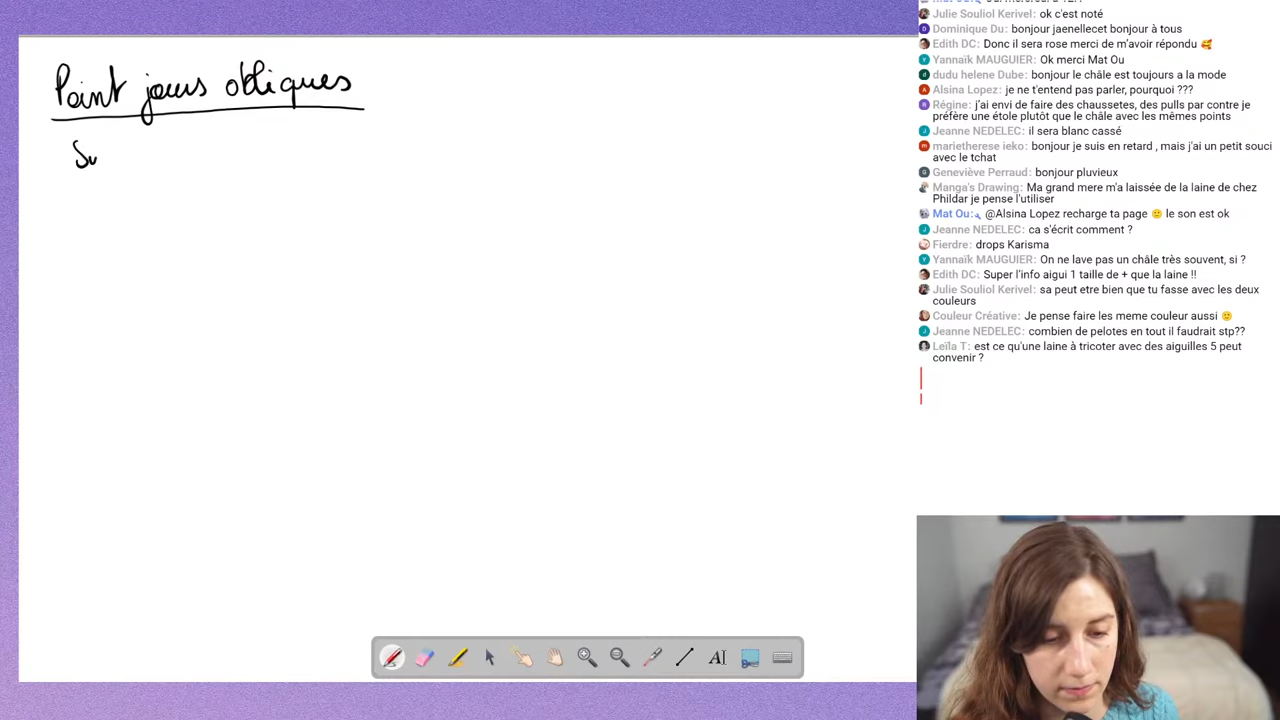 Point jours obliques
Su
Julie Souliol Kerivel: ok c'est noté
Dominique Du: bonjour jaenellecet bonjour à tous
Edith DC: Donc il sera rose merci de m'avoir répondu 🥰
Yannaïk MAUGUIER: Ok merci Mat Ou
dudu helene Dube: bonjour le châle est toujours a la mode
Alsina Lopez: je ne t'entend pas parler, pourquoi ???
Régine: j'ai envi de faire des chaussetes, des pulls par contre je
préfère une étole plutôt que le châle avec les mêmes points
Jeanne NEDELEC: il sera blanc cassé
marietherese ieko: bonjour je suis en retard , mais j'ai un petit souci
avec le tchat
Geneviève Perraud: bonjour pluvieux
Manga's Drawing: Ma grand mere m'a laissée de la laine de chez
Phildar je pense l'utiliser
Mat Ou: @Alsina Lopez recharge ta page 🙂 le son est ok
Jeanne NEDELEC: ca s'écrit comment ?
Fierdre: drops Karisma
Yannaïk MAUGUIER: On ne lave pas un châle très souvent, si ?
Edith DC: Super l'info aigui 1 taille de + que la laine !!
Julie Souliol Kerivel: sa peut etre bien que tu fasse avec les deux
couleurs
Couleur Créative: Je pense faire les meme couleur aussi 🙂
Jeanne NEDELEC: combien de pelotes en tout il faudrait stp??
Leïla T: est ce qu'une laine à tricoter avec des aiguilles 5 peut
convenir ?
AI